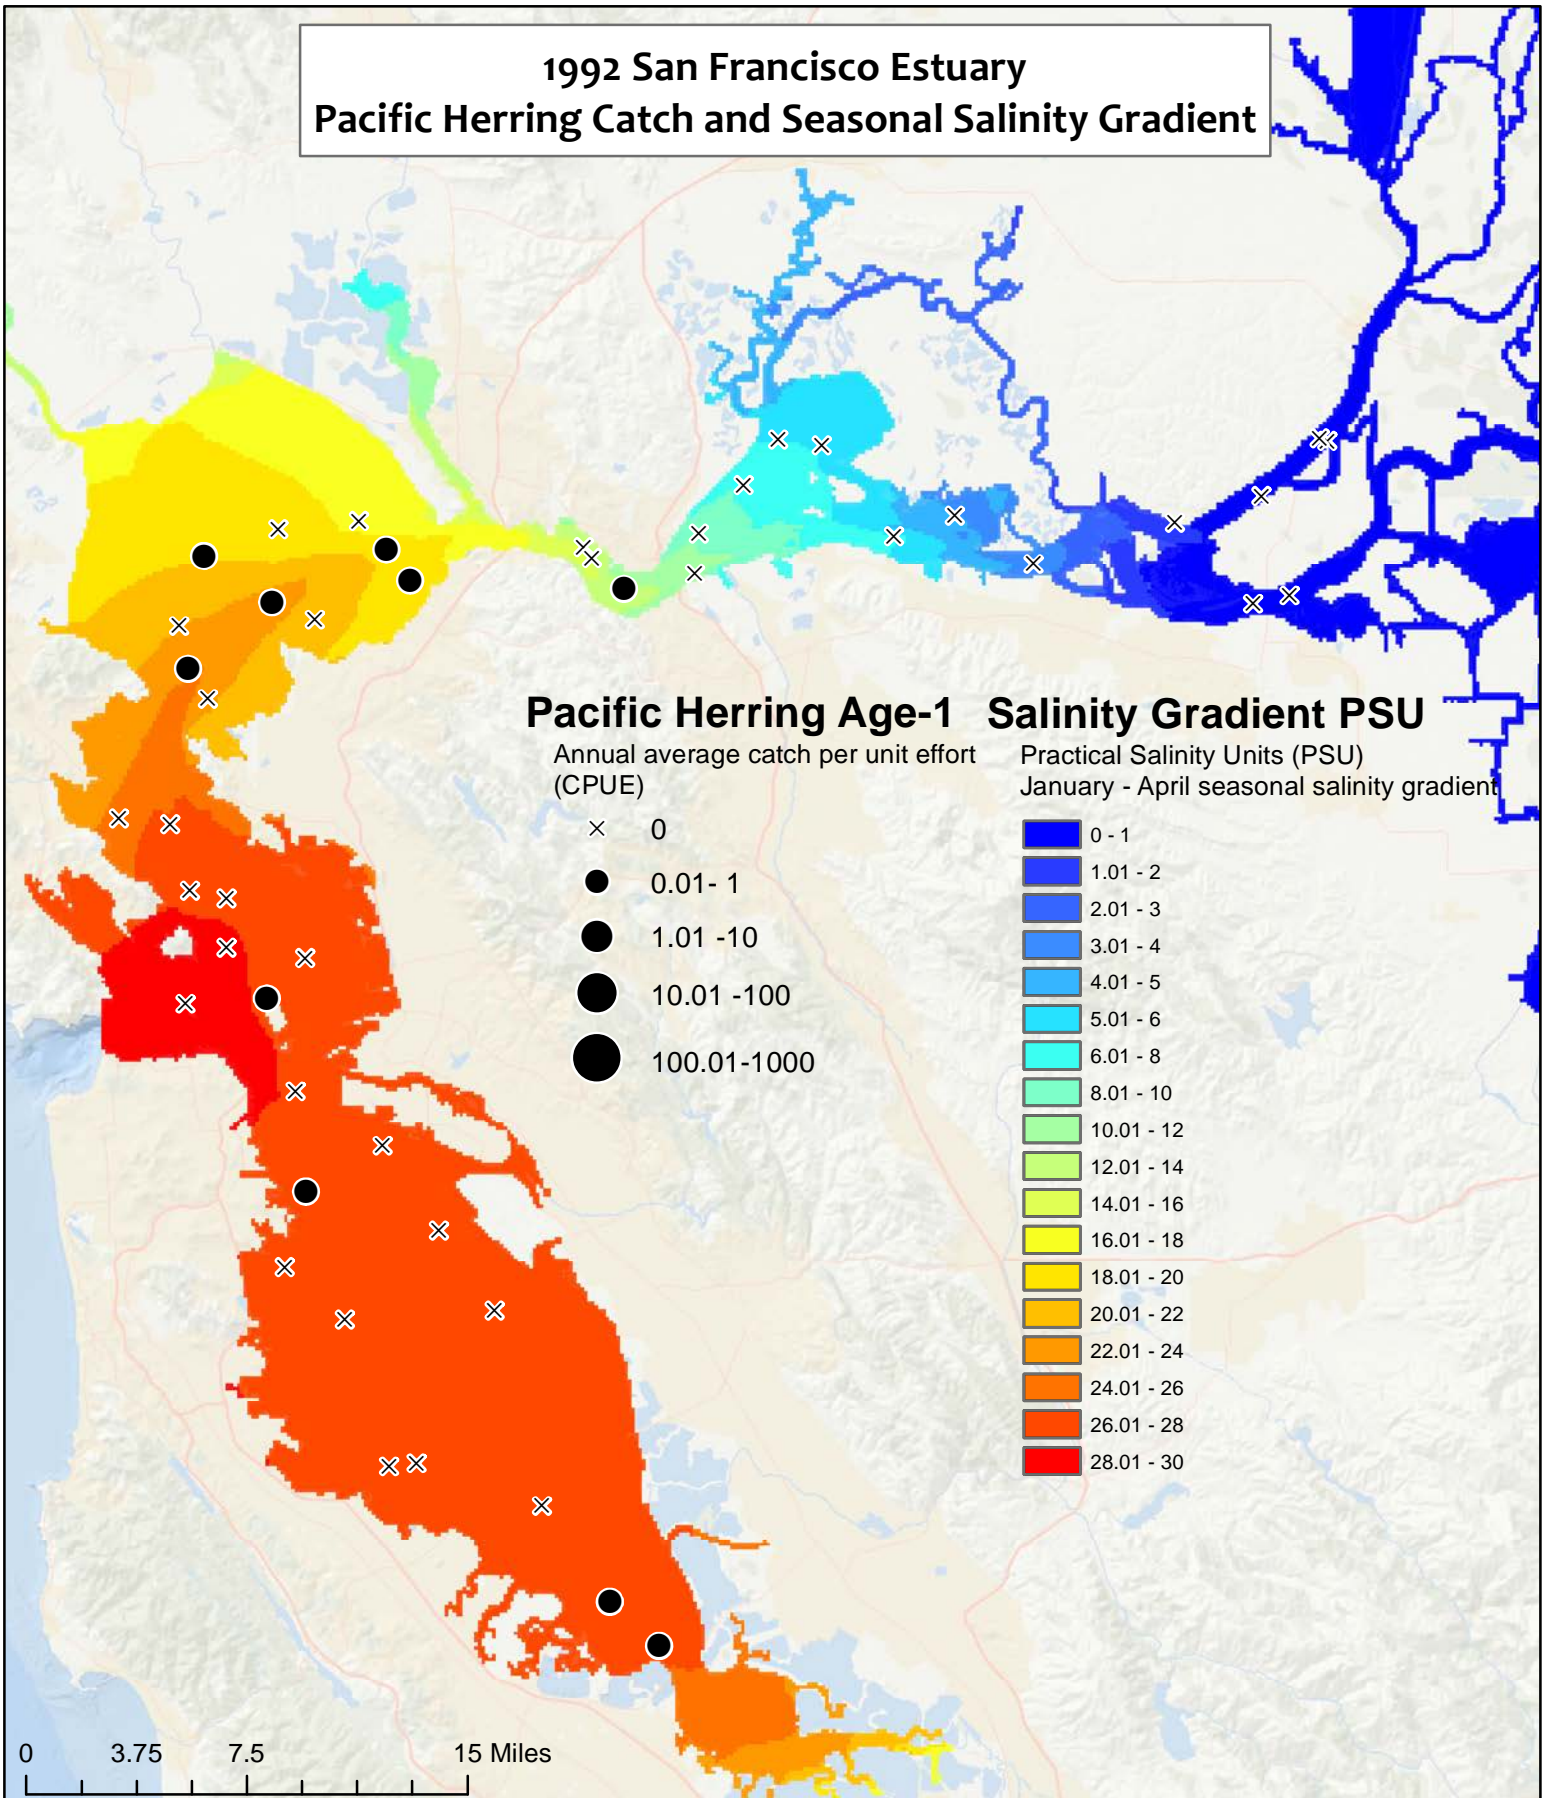 1992 San Francisco Estuary
Pacific Herring Catch and Seasonal Salinity Gradient
Pacific Herring Age-1
Annual average catch per unit effort
(CPUE)
0
0.01- 1
1.01 -10
10.01 -100
100.01-1000
Salinity Gradient PSU
Practical Salinity Units (PSU)
January - April seasonal salinity gradient
0 - 1
1.01 - 2
2.01 - 3
3.01 - 4
4.01 - 5
5.01 - 6
6.01 - 8
8.01 - 10
10.01 - 12
12.01 - 14
14.01 - 16
16.01 - 18
18.01 - 20
20.01 - 22
22.01 - 24
24.01 - 26
26.01 - 28
28.01 - 30
0 3.75 7.5 15 Miles